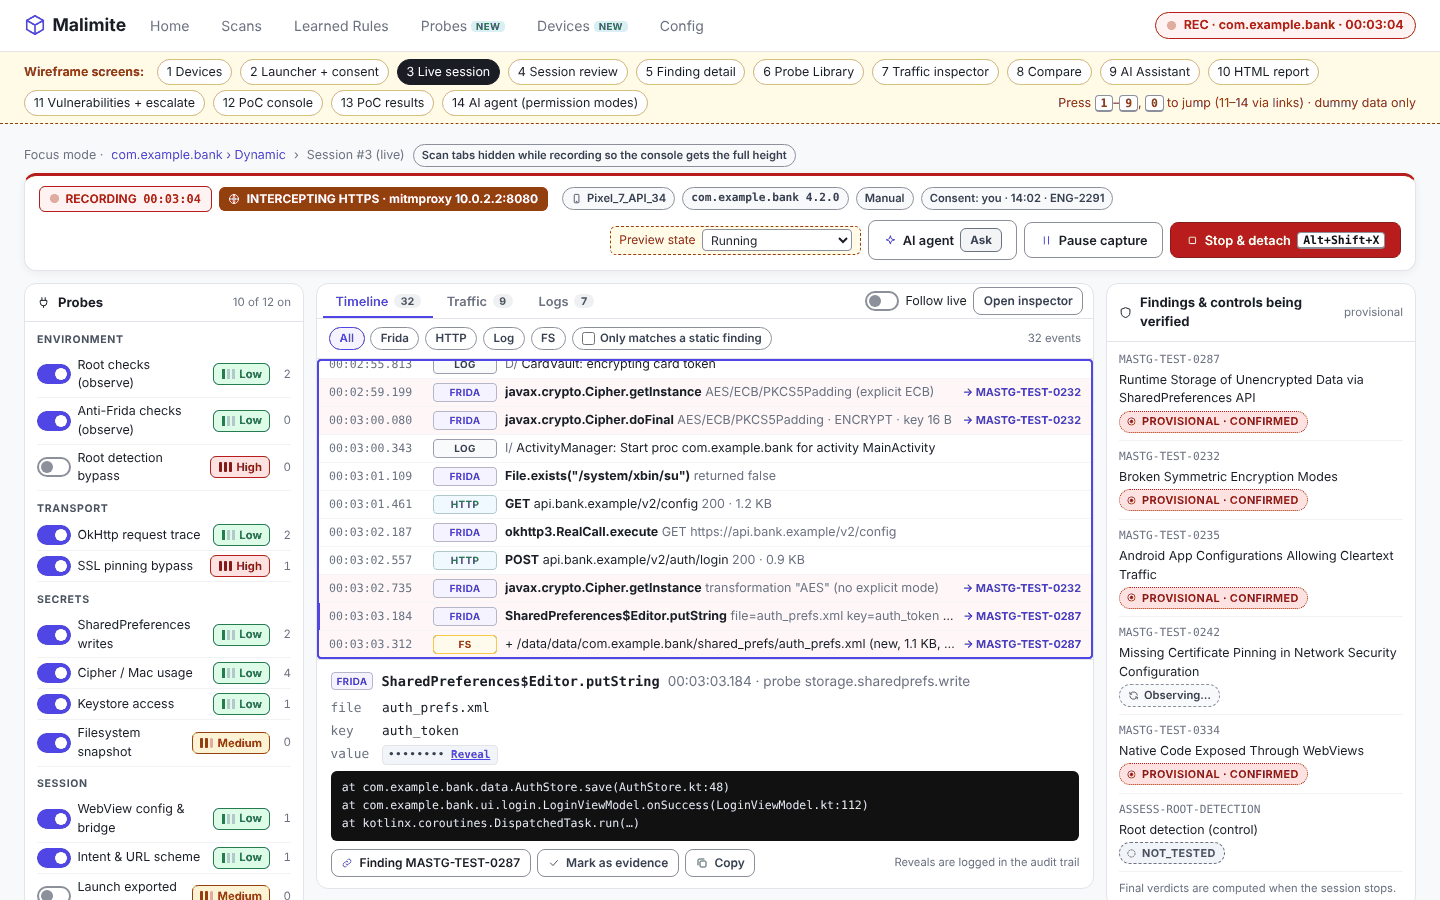 Malimite Home Scans Learned Rules Probes NEW Devices NEW Config REC · com.example.bank · 00:03:04
Wireframe screens: 1 Devices 2 Launcher + consent 3 Live session 4 Session review 5 Finding detail 6 Probe Library 7 Traffic inspector 8 Compare 9 AI Assistant 10 HTML report
11 Vulnerabilities + escalate 12 PoC console 13 PoC results 14 AI agent (permission modes) Press 1–9, 0 to jump (11–14 via links) · dummy data only
Focus mode · com.example.bank › Dynamic › Session #3 (live) Scan tabs hidden while recording so the console gets the full height
RECORDING 00:03:04 INTERCEPTING HTTPS · mitmproxy 10.0.2.2:8080 Pixel_7_API_34 com.example.bank 4.2.0 Manual Consent: you · 14:02 · ENG-2291
Preview state Running AI agent Ask Pause capture Stop & detach Alt+Shift+X
Probes 10 of 12 on
ENVIRONMENT
Root checks
(observe) Low 2
Anti-Frida checks
(observe) Low 0
Root detection
bypass High 0
TRANSPORT
OkHttp request trace Low 2
SSL pinning bypass High 1
SECRETS
SharedPreferences
writes Low 2
Cipher / Mac usage Low 4
Keystore access Low 1
Filesystem
snapshot Medium 0
SESSION
WebView config &
bridge Low 1
Intent & URL scheme Low 1
Launch exported
Medium 0
Timeline 32 Traffic 9 Logs 7 Follow live Open inspector
All Frida HTTP Log FS Only matches a static finding 32 events
00:02:55.813 LOG D/ CardVault: encrypting card token
00:02:59.199 FRIDA javax.crypto.Cipher.getInstance AES/ECB/PKCS5Padding (explicit ECB) → MASTG-TEST-0232
00:03:00.080 FRIDA javax.crypto.Cipher.doFinal AES/ECB/PKCS5Padding · ENCRYPT · key 16 B → MASTG-TEST-0232
00:03:00.343 LOG I/ ActivityManager: Start proc com.example.bank for activity MainActivity
00:03:01.109 FRIDA File.exists("/system/xbin/su") returned false
00:03:01.461 HTTP GET api.bank.example/v2/config 200 · 1.2 KB
00:03:02.187 FRIDA okhttp3.RealCall.execute GET https://api.bank.example/v2/config
00:03:02.557 HTTP POST api.bank.example/v2/auth/login 200 · 0.9 KB
00:03:02.735 FRIDA javax.crypto.Cipher.getInstance transformation "AES" (no explicit mode) → MASTG-TEST-0232
00:03:03.184 FRIDA SharedPreferences$Editor.putString file=auth_prefs.xml key=auth_token ... → MASTG-TEST-0287
00:03:03.312 FS + /data/data/com.example.bank/shared_prefs/auth_prefs.xml (new, 1.1 KB, ... → MASTG-TEST-0287
FRIDA SharedPreferences$Editor.putString 00:03:03.184 · probe storage.sharedprefs.write
file auth_prefs.xml
key auth_token
value •••••••• Reveal
at com.example.bank.data.AuthStore.save(AuthStore.kt:48)
at com.example.bank.ui.login.LoginViewModel.onSuccess(LoginViewModel.kt:112)
at kotlinx.coroutines.DispatchedTask.run(…)
Finding MASTG-TEST-0287 Mark as evidence Copy Reveals are logged in the audit trail
Findings & controls being
verified provisional
MASTG-TEST-0287
Runtime Storage of Unencrypted Data via
SharedPreferences API
PROVISIONAL · CONFIRMED
MASTG-TEST-0232
Broken Symmetric Encryption Modes
PROVISIONAL · CONFIRMED
MASTG-TEST-0235
Android App Configurations Allowing Cleartext
Traffic
PROVISIONAL · CONFIRMED
MASTG-TEST-0242
Missing Certificate Pinning in Network Security
Configuration
Observing…
MASTG-TEST-0334
Native Code Exposed Through WebViews
PROVISIONAL · CONFIRMED
ASSESS-ROOT-DETECTION
Root detection (control)
NOT_TESTED
Final verdicts are computed when the session stops.